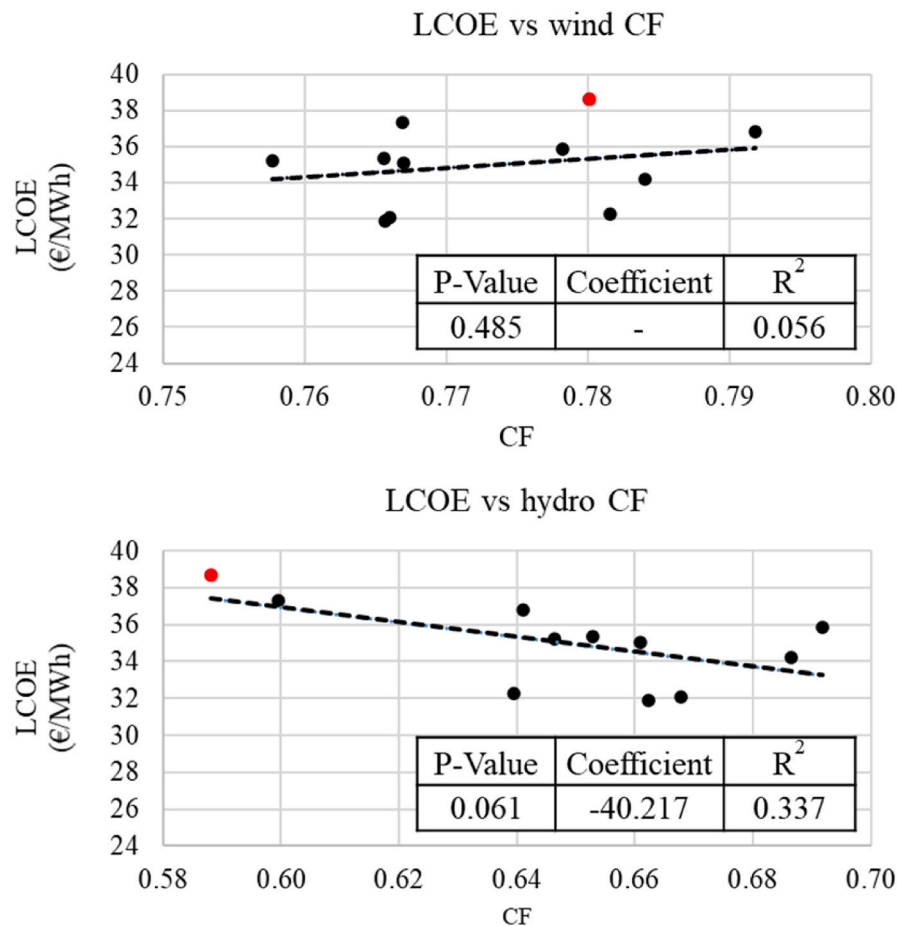 LCOE vs wind CF
LCOE
(€/MWh)
40
38
36
34
32
30
28
26
24
P-Value Coefficient R²
0.485 - 0.056
0.75 0.76 0.77 0.78 0.79 0.80
CF
LCOE vs hydro CF
LCOE
(€/MWh)
40
38
36
34
32
30
28
26
24
P-Value Coefficient R²
0.061 -40.217 0.337
0.58 0.60 0.62 0.64 0.66 0.68 0.70
CF